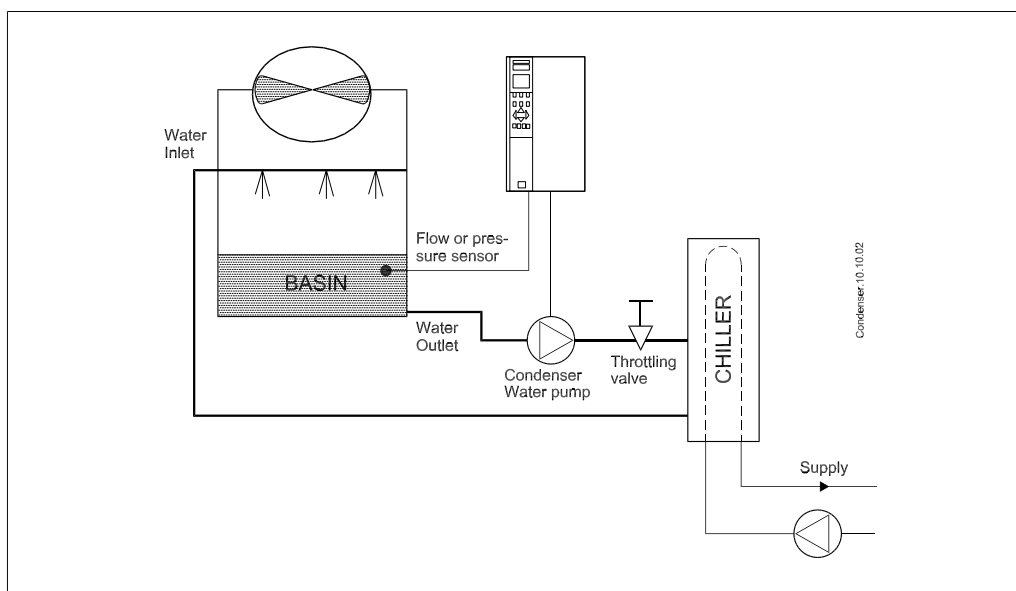 Water
Inlet
Flow or pres-
sure sensor
BASIN
Water
Outlet
Condenser
Water pump
Throttling
valve
CHILLER
Supply
Condenser.10.10.02